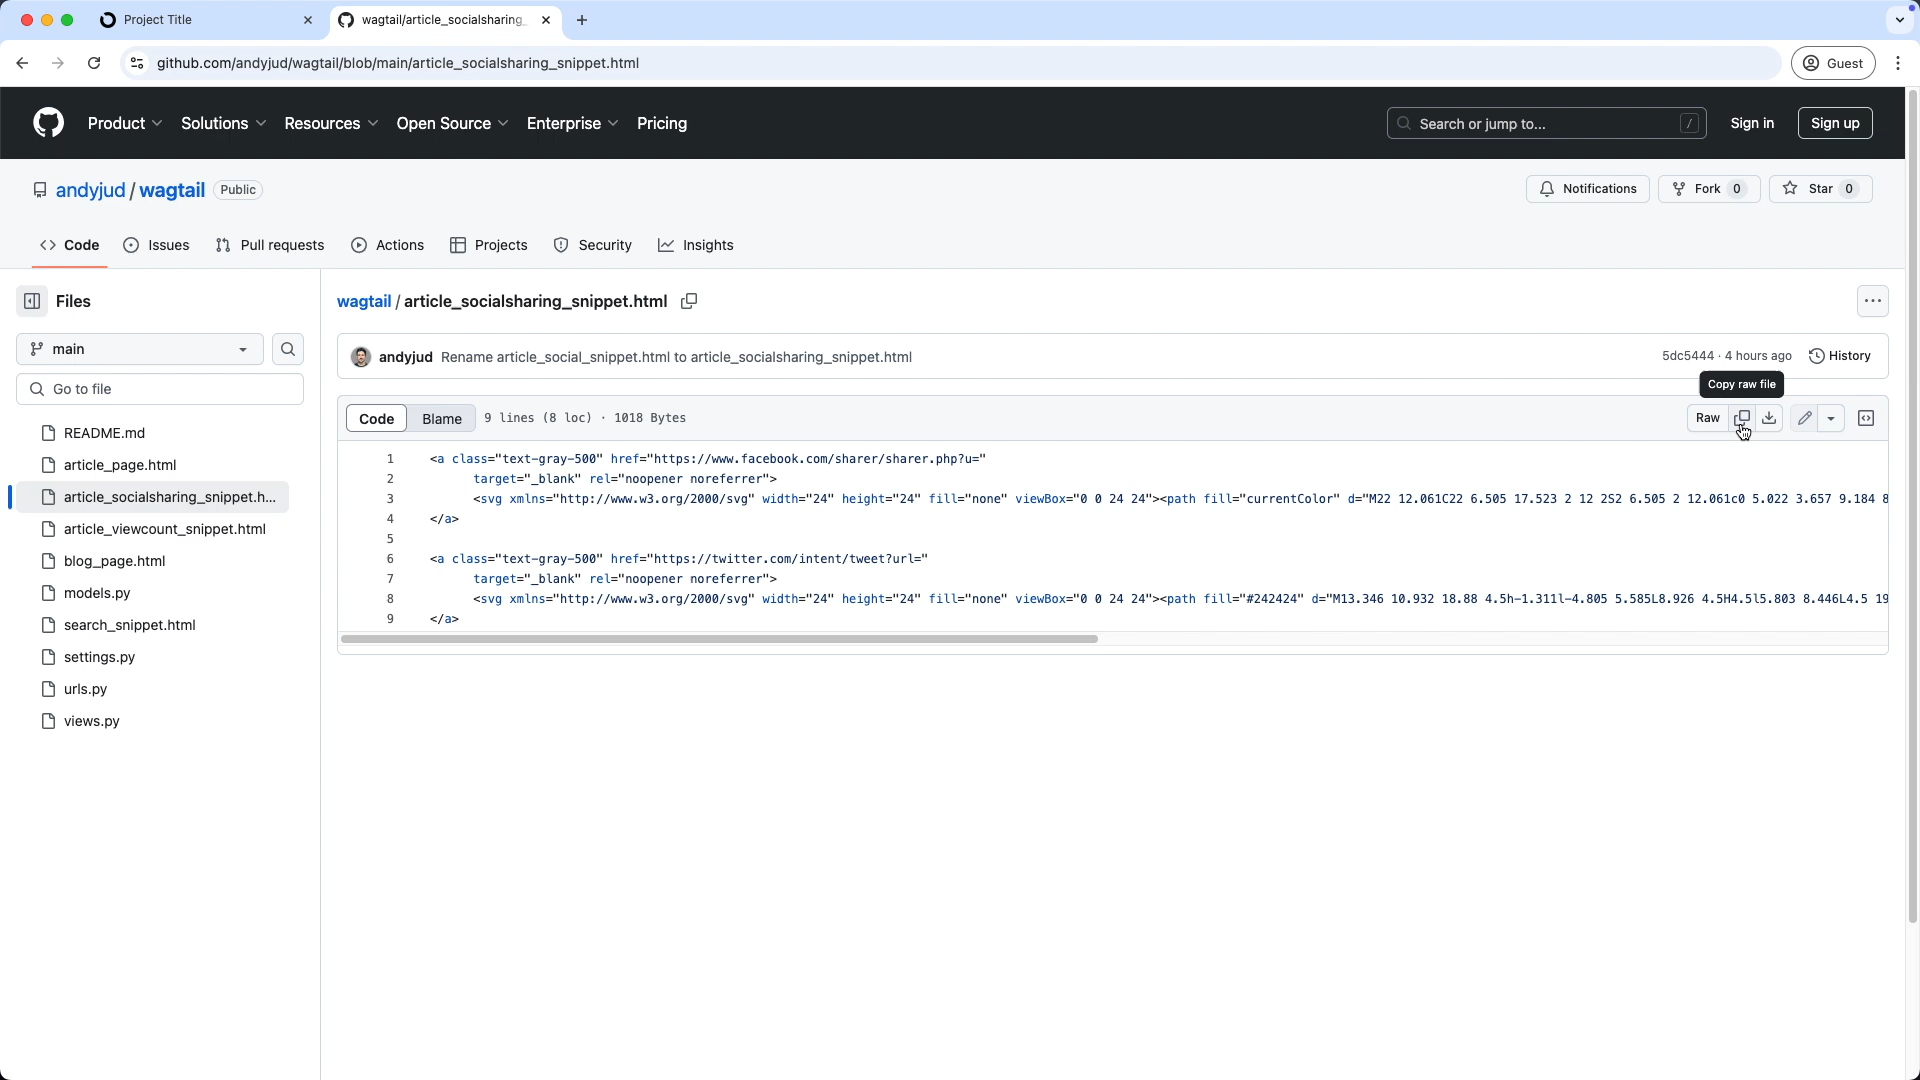 Project Title
wagtail/article_socialsharing_
github.com/andyjud/wagtail/blob/main/article_socialsharing_snippet.html
Guest
Product
Solutions
Resources
Open Source
Enterprise
Pricing
Search or jump to...
/
Sign in
Sign up
andyjud / wagtail
Public
Notifications
Fork 0
Star 0
Code
Issues
Pull requests
Actions
Projects
Security
Insights
Files
main
Go to file
README.md
article_page.html
article_socialsharing_snippet.h...
article_viewcount_snippet.html
blog_page.html
models.py
search_snippet.html
settings.py
urls.py
views.py
wagtail / article_socialsharing_snippet.html
andyjud Rename article_social_snippet.html to article_socialsharing_snippet.html
5dc5444 · 4 hours ago
History
Copy raw file
Code
Blame
9 lines (8 loc) · 1018 Bytes
Raw
1 <a class="text-gray-500" href="https://www.facebook.com/sharer/sharer.php?u="
2 target="_blank" rel="noopener noreferrer">
3 <svg xmlns="http://www.w3.org/2000/svg" width="24" height="24" fill="none" viewBox="0 0 24 24"><path fill="currentColor" d="M22 12.061C22 6.505 17.523 2 12 2S2 6.505 2 12.061c0 5.022 3.657 9.184 8
4 </a>
5
6 <a class="text-gray-500" href="https://twitter.com/intent/tweet?url="
7 target="_blank" rel="noopener noreferrer">
8 <svg xmlns="http://www.w3.org/2000/svg" width="24" height="24" fill="none" viewBox="0 0 24 24"><path fill="#242424" d="M13.346 10.932 18.88 4.5h-1.311l-4.805 5.585L8.926 4.5H4.5l5.803 8.446L4.5 19
9 </a>